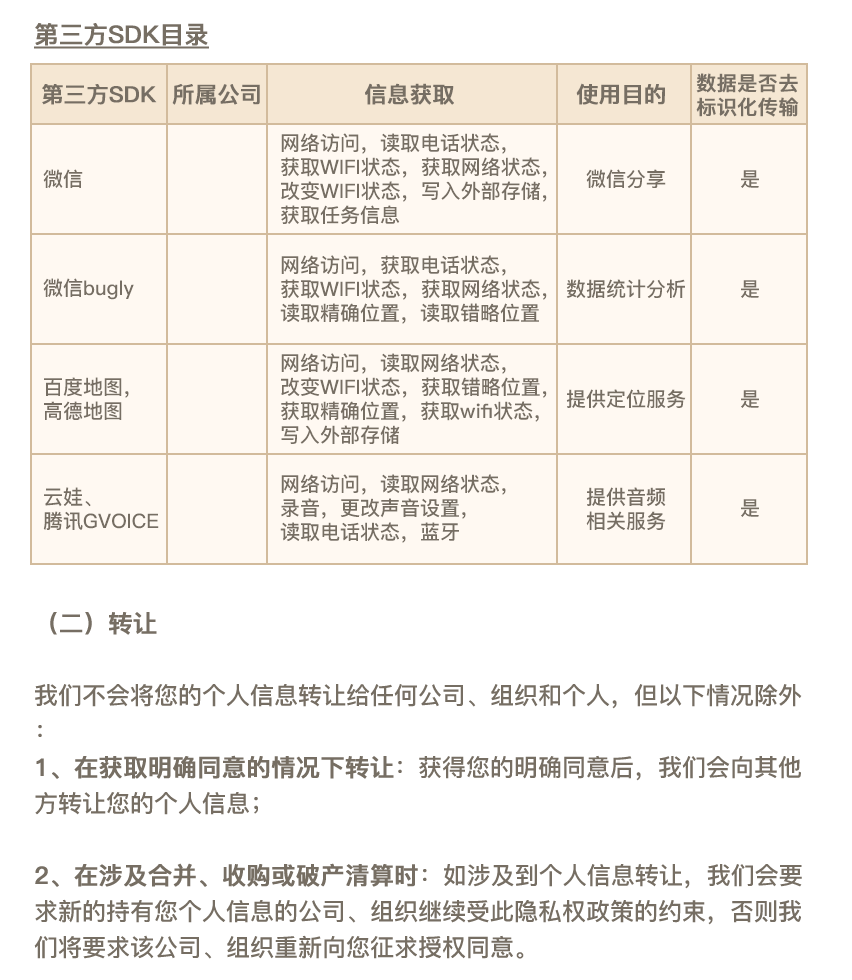 第三方SDK目录
第三方SDK 所属公司 信息获取 使用目的 数据是否去标识化传输
微信
网络访问，读取电话状态，
获取WIFI状态，获取网络状态，
改变WIFI状态，写入外部存储，
获取任务信息
微信分享
是
微信bugly
网络访问，获取电话状态，
获取WIFI状态，获取网络状态，
读取精确位置，读取错略位置
数据统计分析
是
百度地图，
高德地图
网络访问，读取网络状态，
改变WIFI状态，获取错略位置，
获取精确位置，获取wifi状态，
写入外部存储
提供定位服务
是
云娃、
腾讯GVOICE
网络访问，读取网络状态，
录音，更改声音设置，
读取电话状态，蓝牙
提供音频
相关服务
是
（二）转让
我们不会将您的个人信息转让给任何公司、组织和个人，但以下情况除外
：
1、在获取明确同意的情况下转让：获得您的明确同意后，我们会向其他
方转让您的个人信息；
2、在涉及合并、收购或破产清算时：如涉及到个人信息转让，我们会要
求新的持有您个人信息的公司、组织继续受此隐私权政策的约束，否则我
们将要求该公司、组织重新向您征求授权同意。